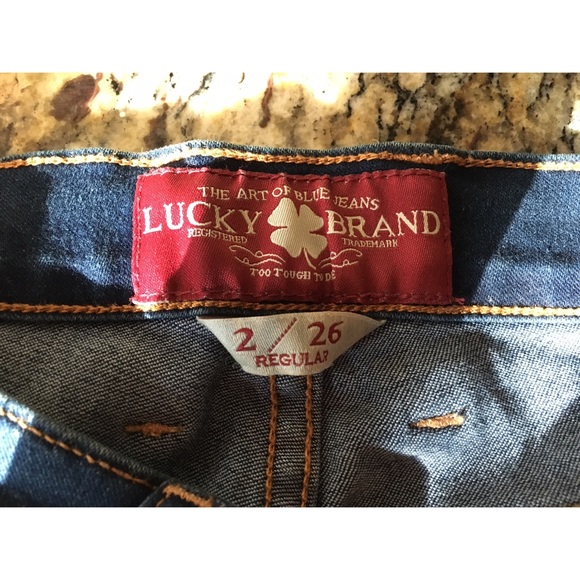 THE ART OF BLUE JEANS
LUCKY BRAND
REGISTERED TRADEMARK
TOO TOUGH TO DIE
2 / 26
REGULAR